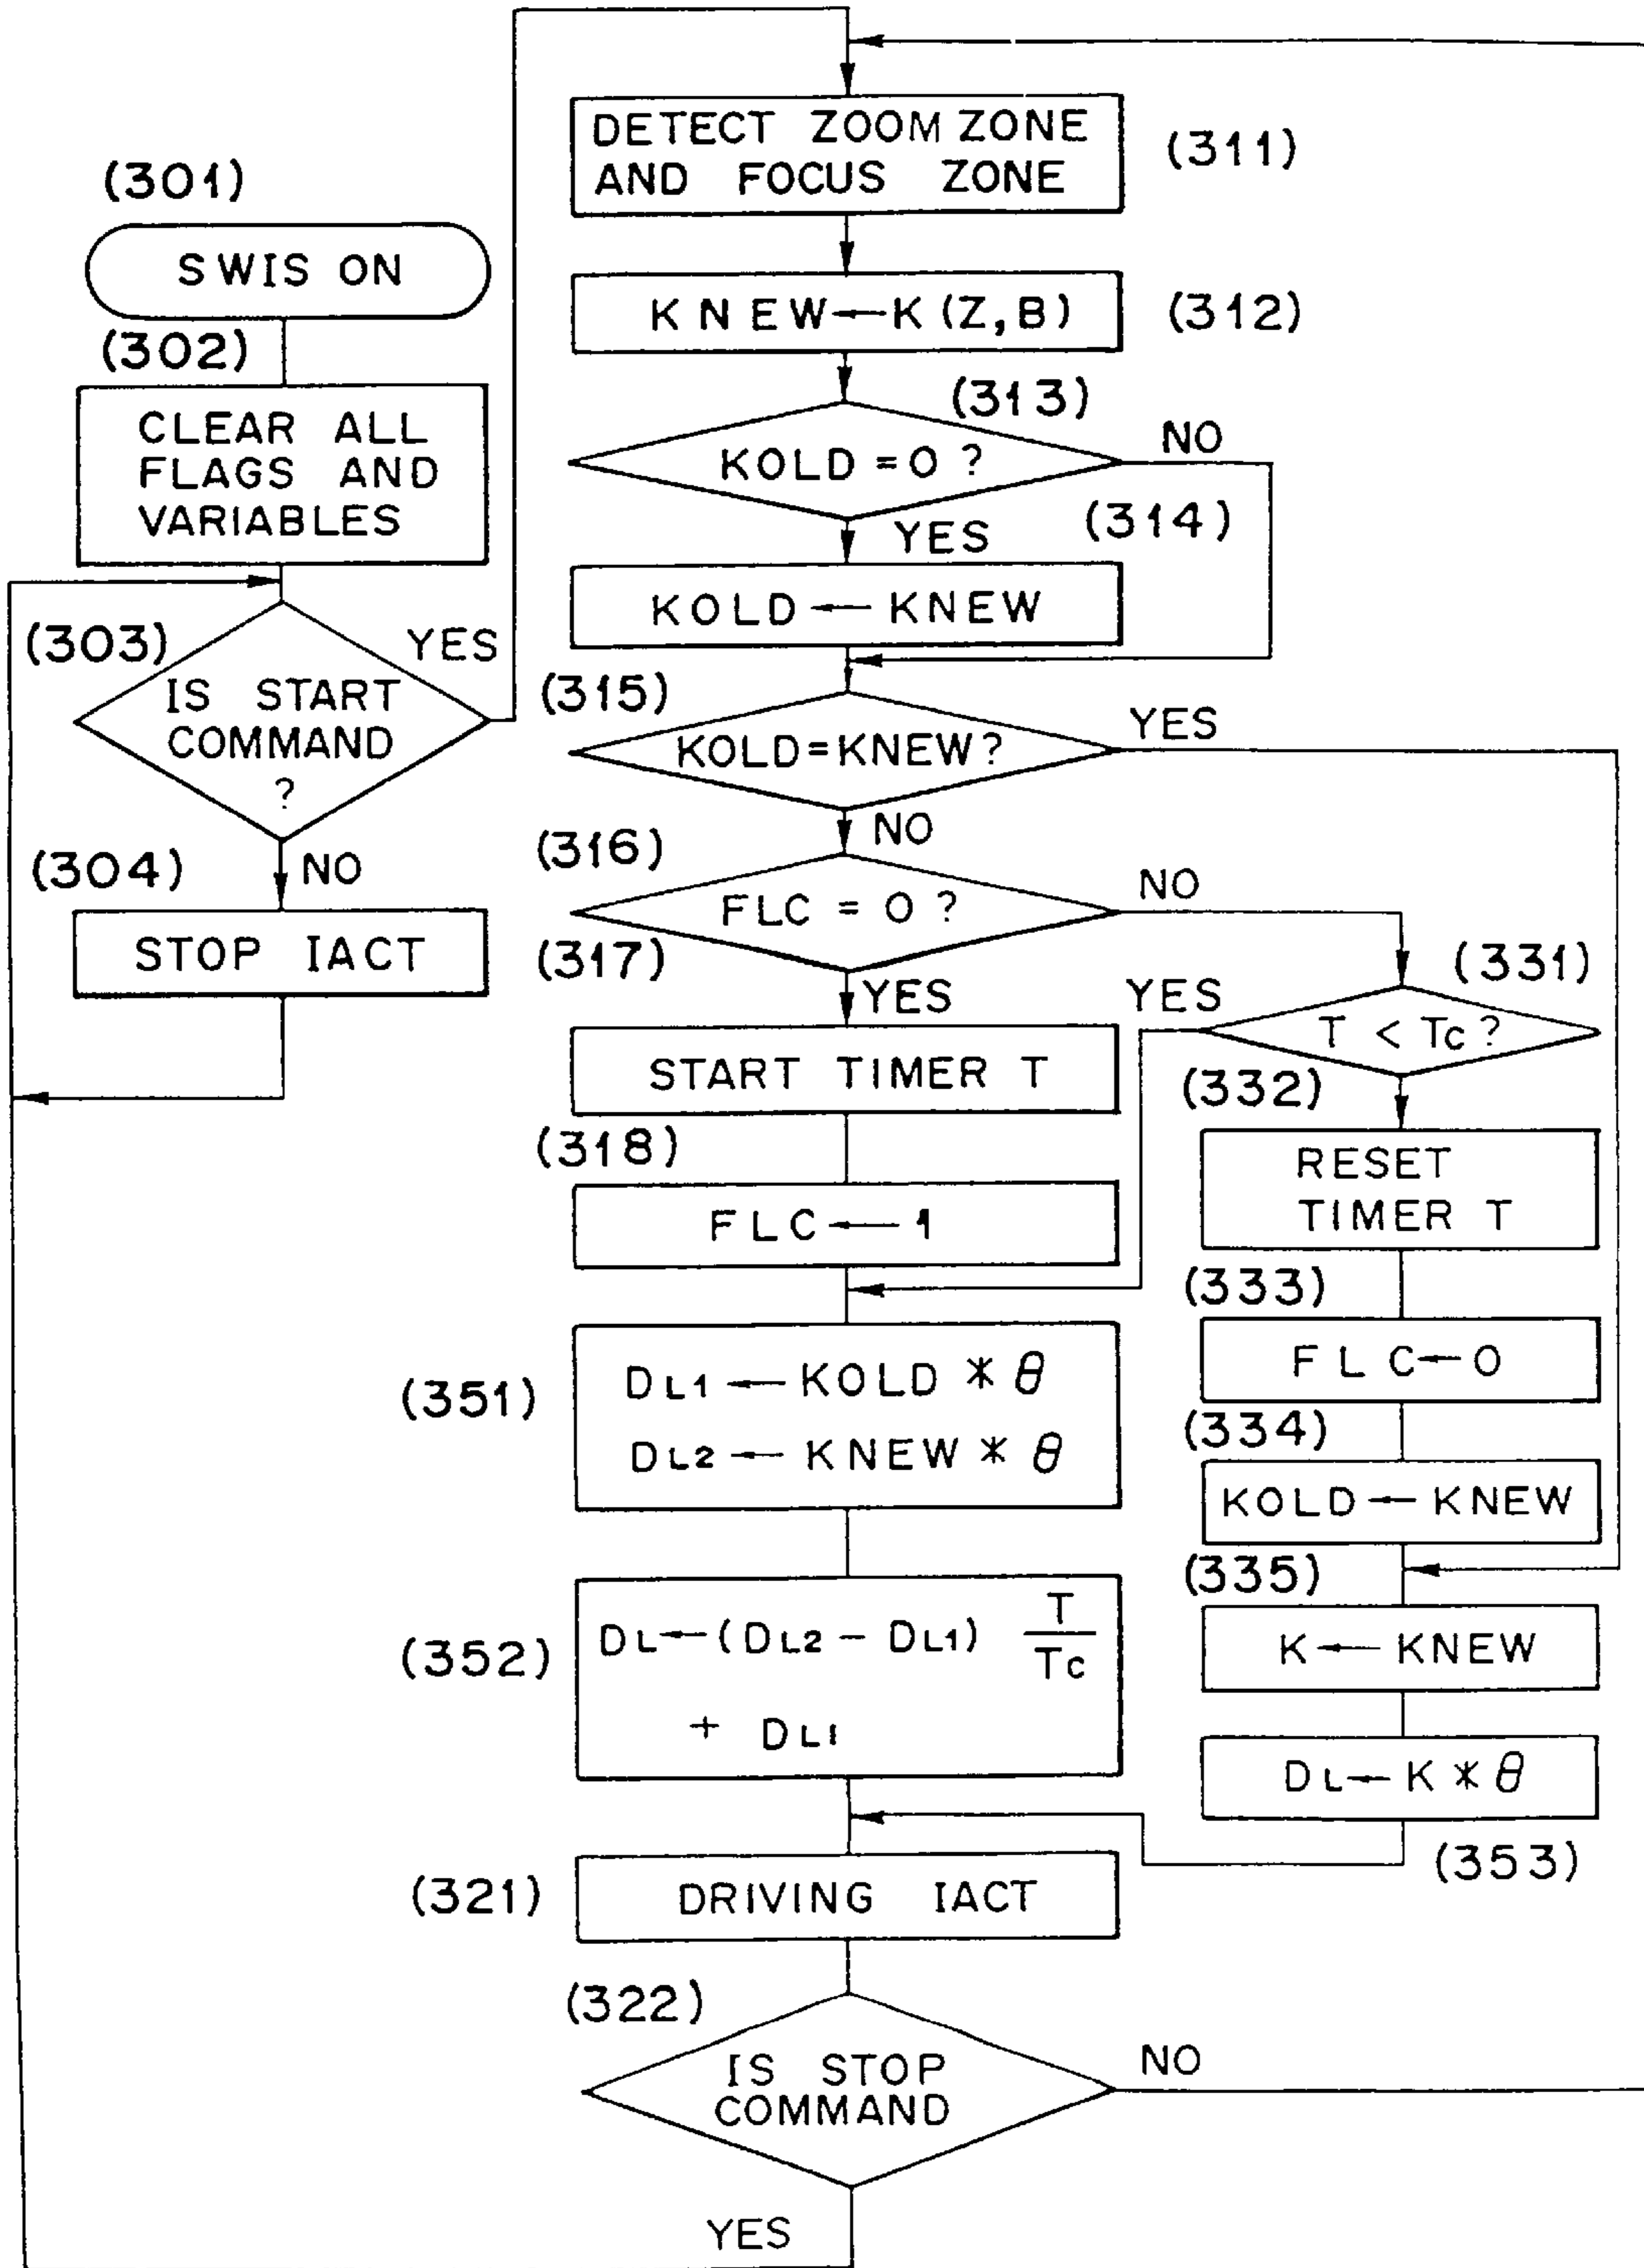 (301)
SWIS ON
(302)
CLEAR ALL
FLAGS AND
VARIABLES
(303)
YES
IS START
COMMAND
?
(304)
NO
STOP IACT
DETECT ZOOM ZONE
AND FOCUS ZONE
(311)
KNEW←K(Z,B)
(312)
(313)
KOLD=0?
NO
YES
(314)
KOLD ← KNEW
(315)
KOLD=KNEW?
YES
NO
(316)
FLC = 0 ?
NO
(317)
YES
START TIMER T
(318)
FLC ← 1
(331)
YES
T < Tc ?
(332)
RESET
TIMER T
(333)
FLC←0
(334)
KOLD ← KNEW
(335)
K ← KNEW
DL ← K * θ
(353)
(351)
DL1 ← KOLD * θ
DL2 ← KNEW * θ
(352)
DL←(DL2 - DL1) T/Tc
+ DL1
(321)
DRIVING IACT
(322)
IS STOP
COMMAND
NO
YES